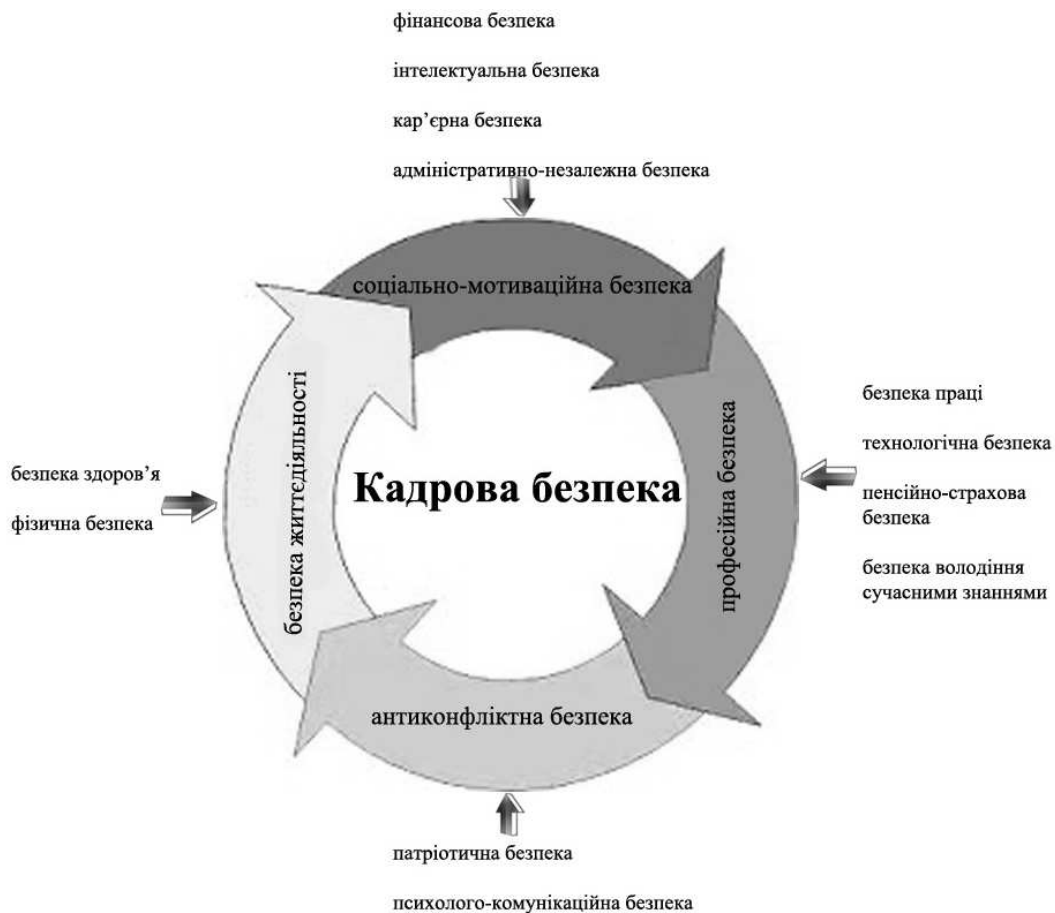 фінансова безпека
інтелектуальна безпека
кар’єрна безпека
адміністративно-незалежна безпека
соціально-мотиваційна безпека
безпека праці
технологічна безпека
пенсійно-страхова
безпека
безпека володіння
сучасними знаннями
професійна безпека
Кадрова безпека
безпека життєдіяльності
безпека здоров’я
фізична безпека
антиконфліктна безпека
патріотична безпека
психолого-комунікаційна безпека